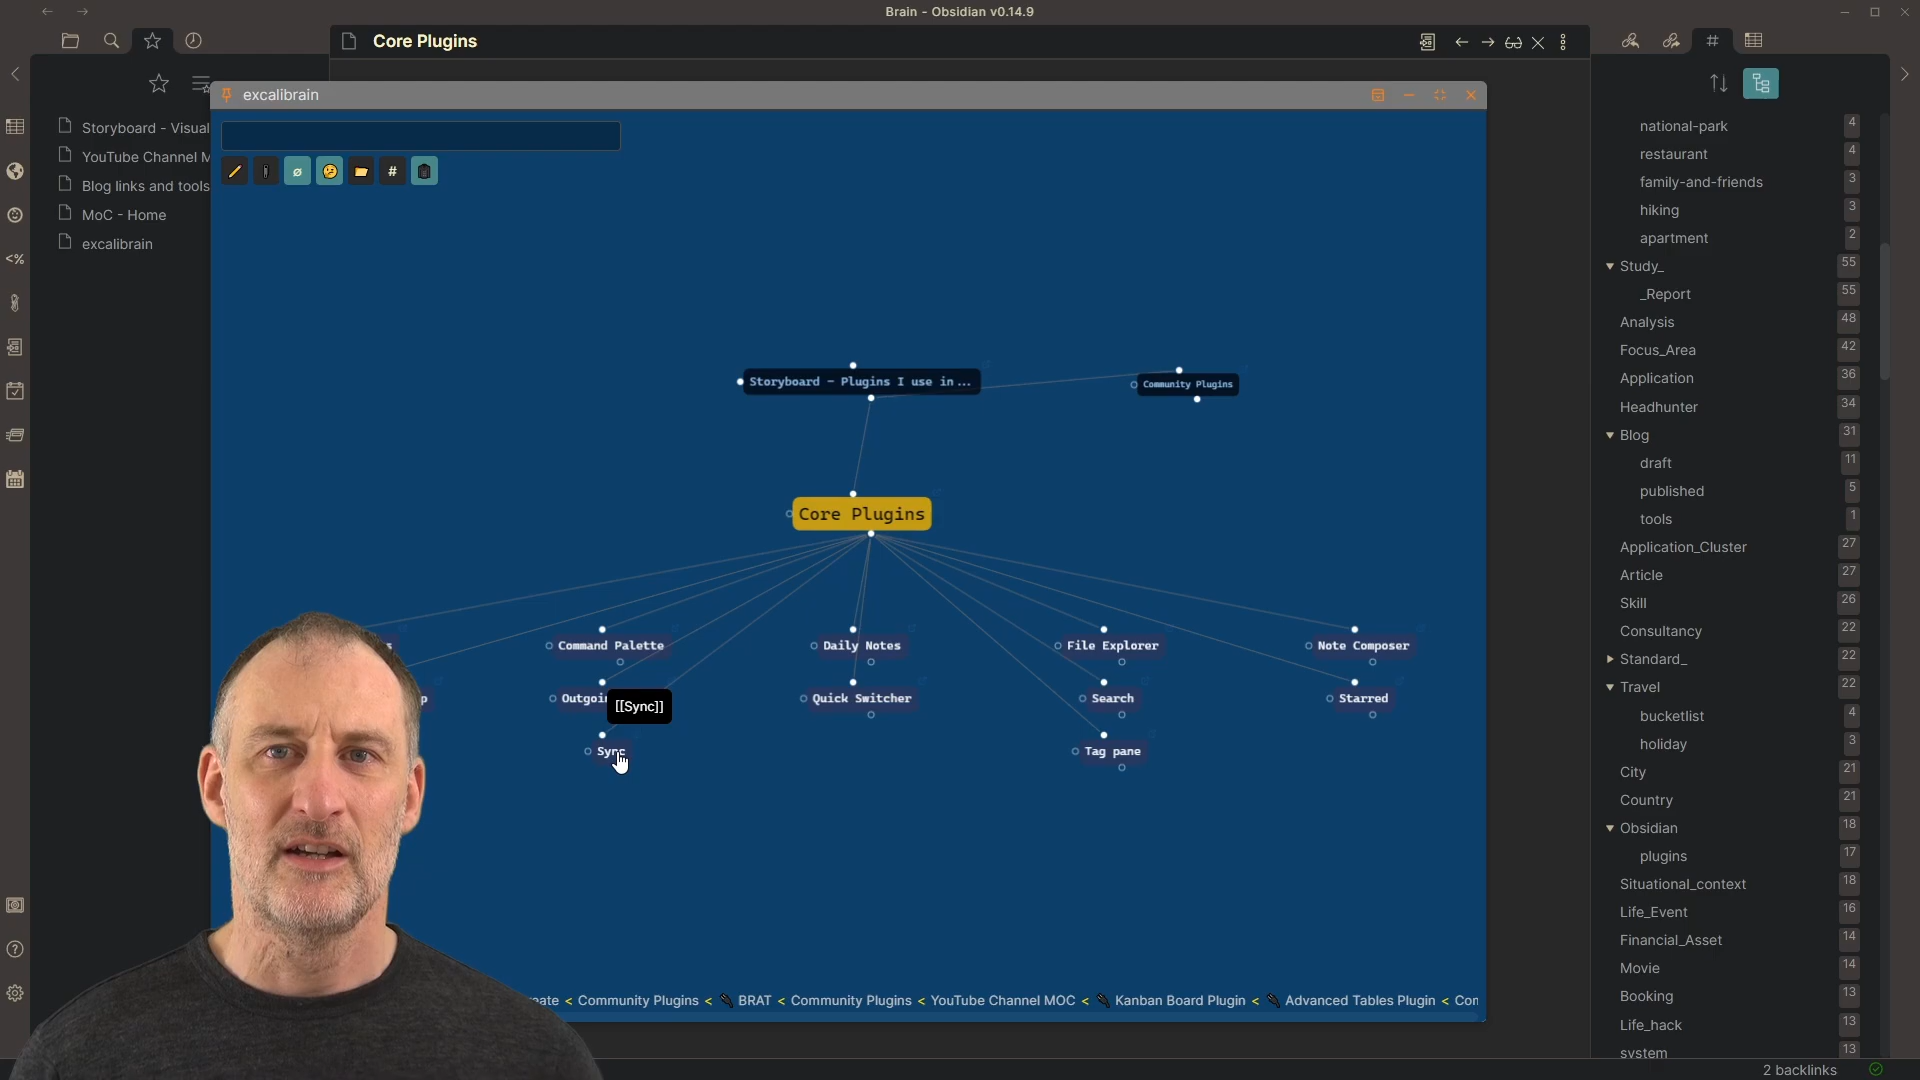 Brain - Obsidian v0.14.9
Core Plugins
excalibrain
#
Storyboard - Visual
YouTube Channel M
Blog links and tools
MoC - Home
excalibrain
<%
Storyboard - Plugins I use in...
Community Plugins
Core Plugins
s
Command Palette
Daily Notes
File Explorer
Note Composer
p
Outgoin
[[Sync]]
Quick Switcher
Search
Starred
Sync
Tag pane
eate < Community Plugins < BRAT < Community Plugins < YouTube Channel MOC < Kanban Board Plugin < Advanced Tables Plugin < Con
#
national-park 4
restaurant 4
family-and-friends 3
hiking 3
apartment 2
Study_ 55
_Report 55
Analysis 48
Focus_Area 42
Application 36
Headhunter 34
Blog 31
draft 11
published 5
tools 1
Application_Cluster 27
Article 27
Skill 26
Consultancy 22
Standard_ 22
Travel 22
bucketlist 4
holiday 3
City 21
Country 21
Obsidian 18
plugins 17
Situational_context 18
Life_Event 16
Financial_Asset 14
Movie 14
Booking 13
Life_hack 13
system 13
2 backlinks